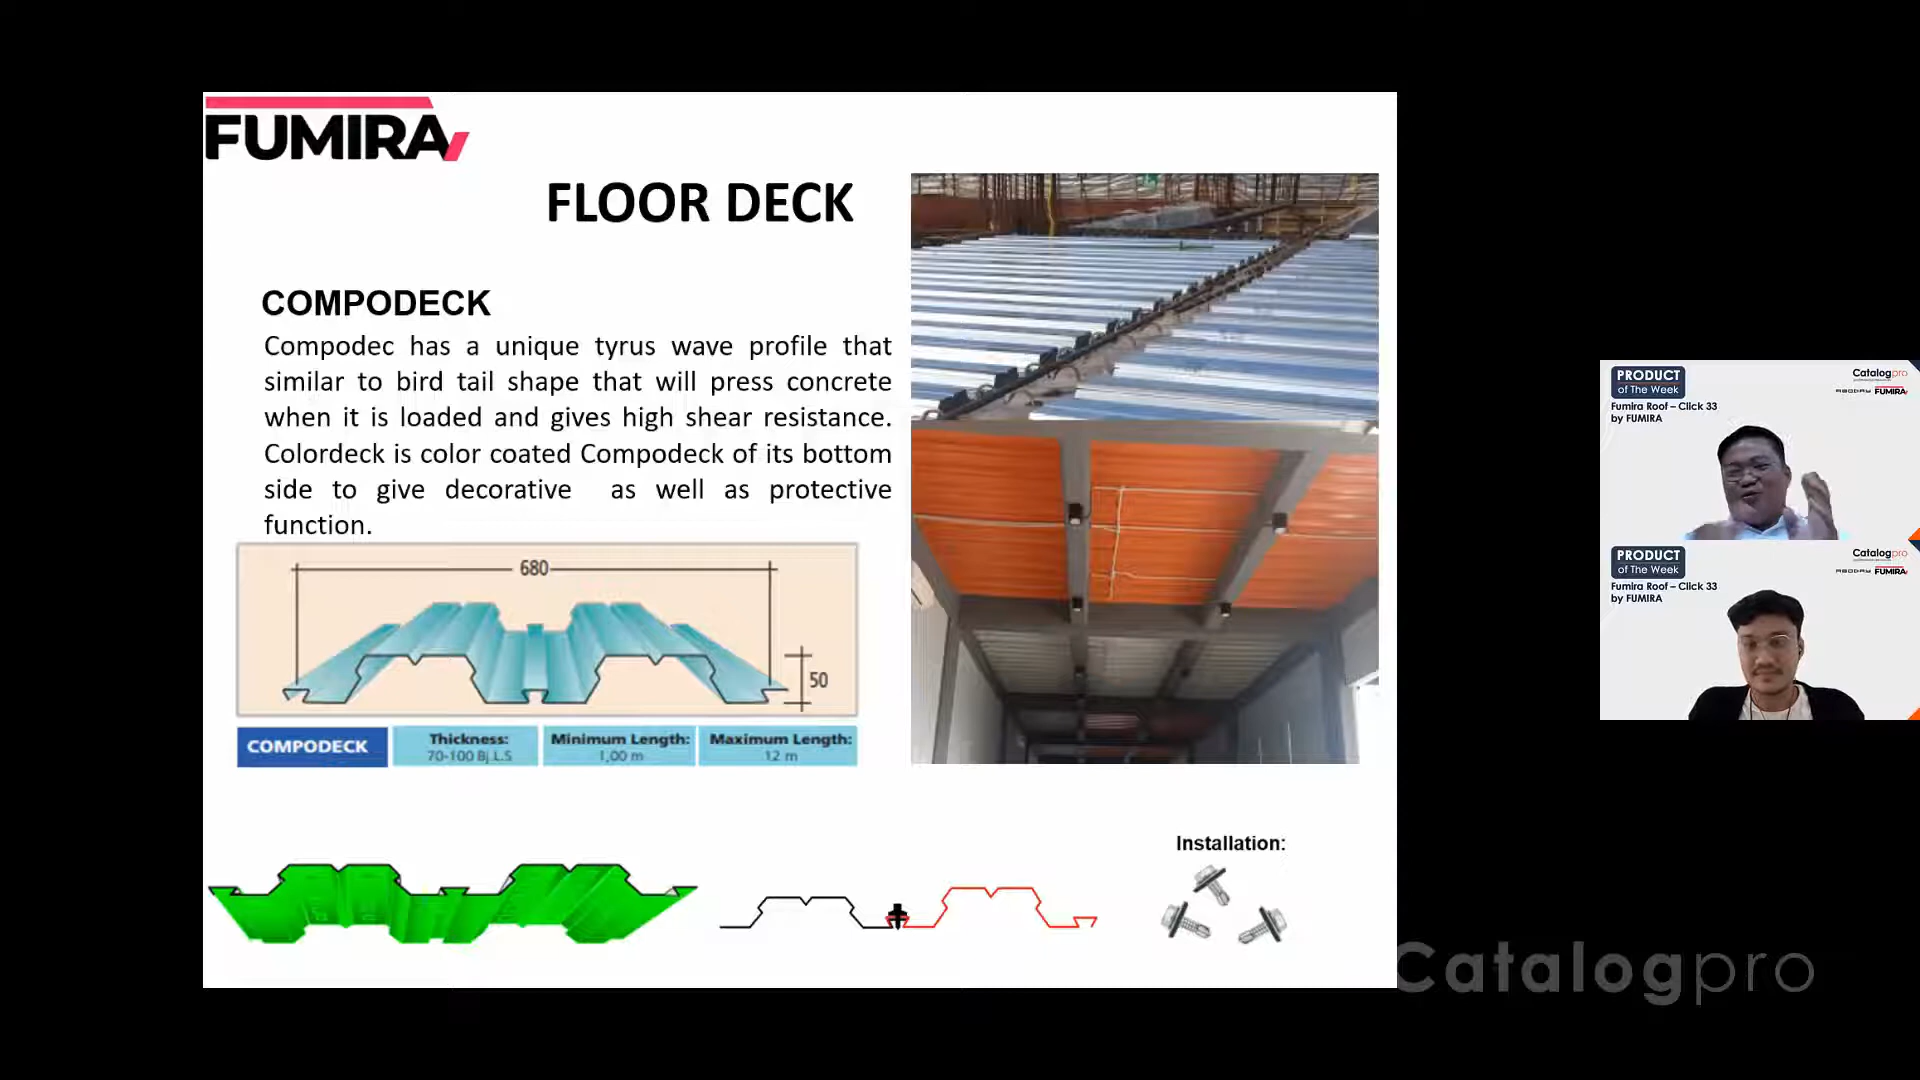 FUMIRA
FLOOR DECK
COMPODECK
Compodec has a unique tyrus wave profile that
similar to bird tail shape that will press concrete
when it is loaded and gives high shear resistance.
Colordeck is color coated Compodeck of its bottom
side to give decorative as well as protective
function.
680
50
COMPODECK
Thickness:
70-100 Bj.L.S
Minimum Length:
1,00 m
Maximum Length:
12 m
Installation:
PRODUCT
of The Week
Catalogpro
FUMIRA
Fumira Roof – Click 33
by FUMIRA
PRODUCT
of The Week
Catalogpro
FUMIRA
Fumira Roof – Click 33
by FUMIRA
Catalogpro